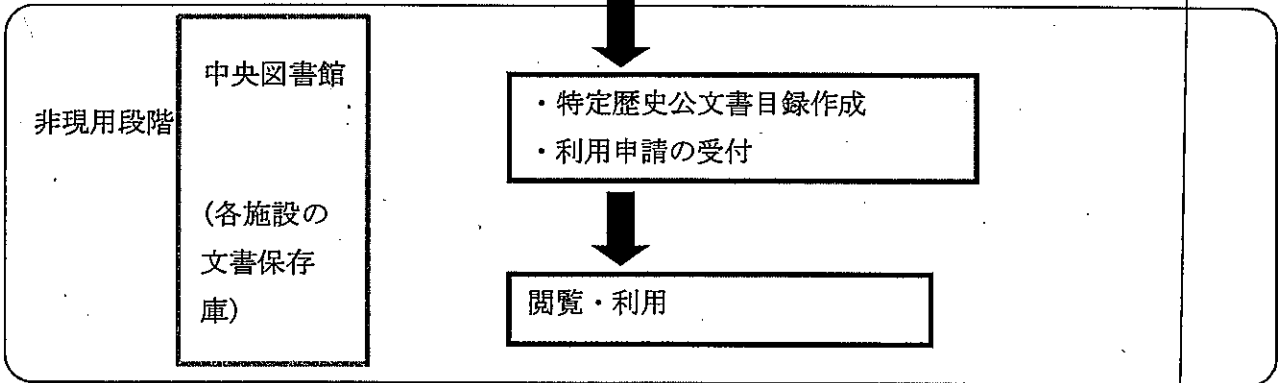 非現用段階
中央図書館
(各施設の
文書保存
庫)
・特定歴史公文書目録作成
・利用申請の受付
閲覧・利用